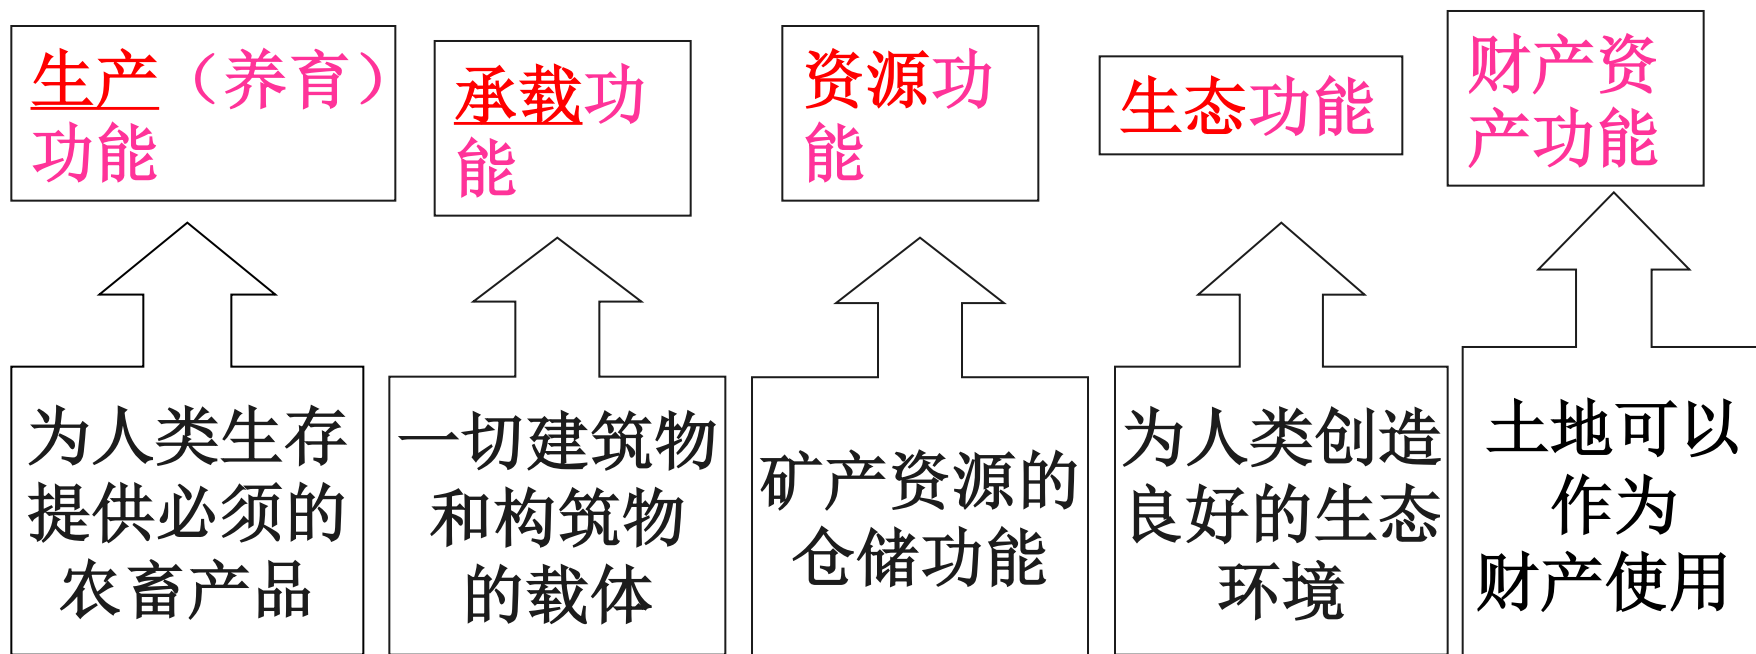 生产（养育）
功能
承载功
能
资源功
能
生态功能
财产资
产功能
为人类生存
提供必须的
农畜产品
一切建筑物
和构筑物
的载体
矿产资源的
仓储功能
为人类创造
良好的生态
环境
土地可以
作为
财产使用